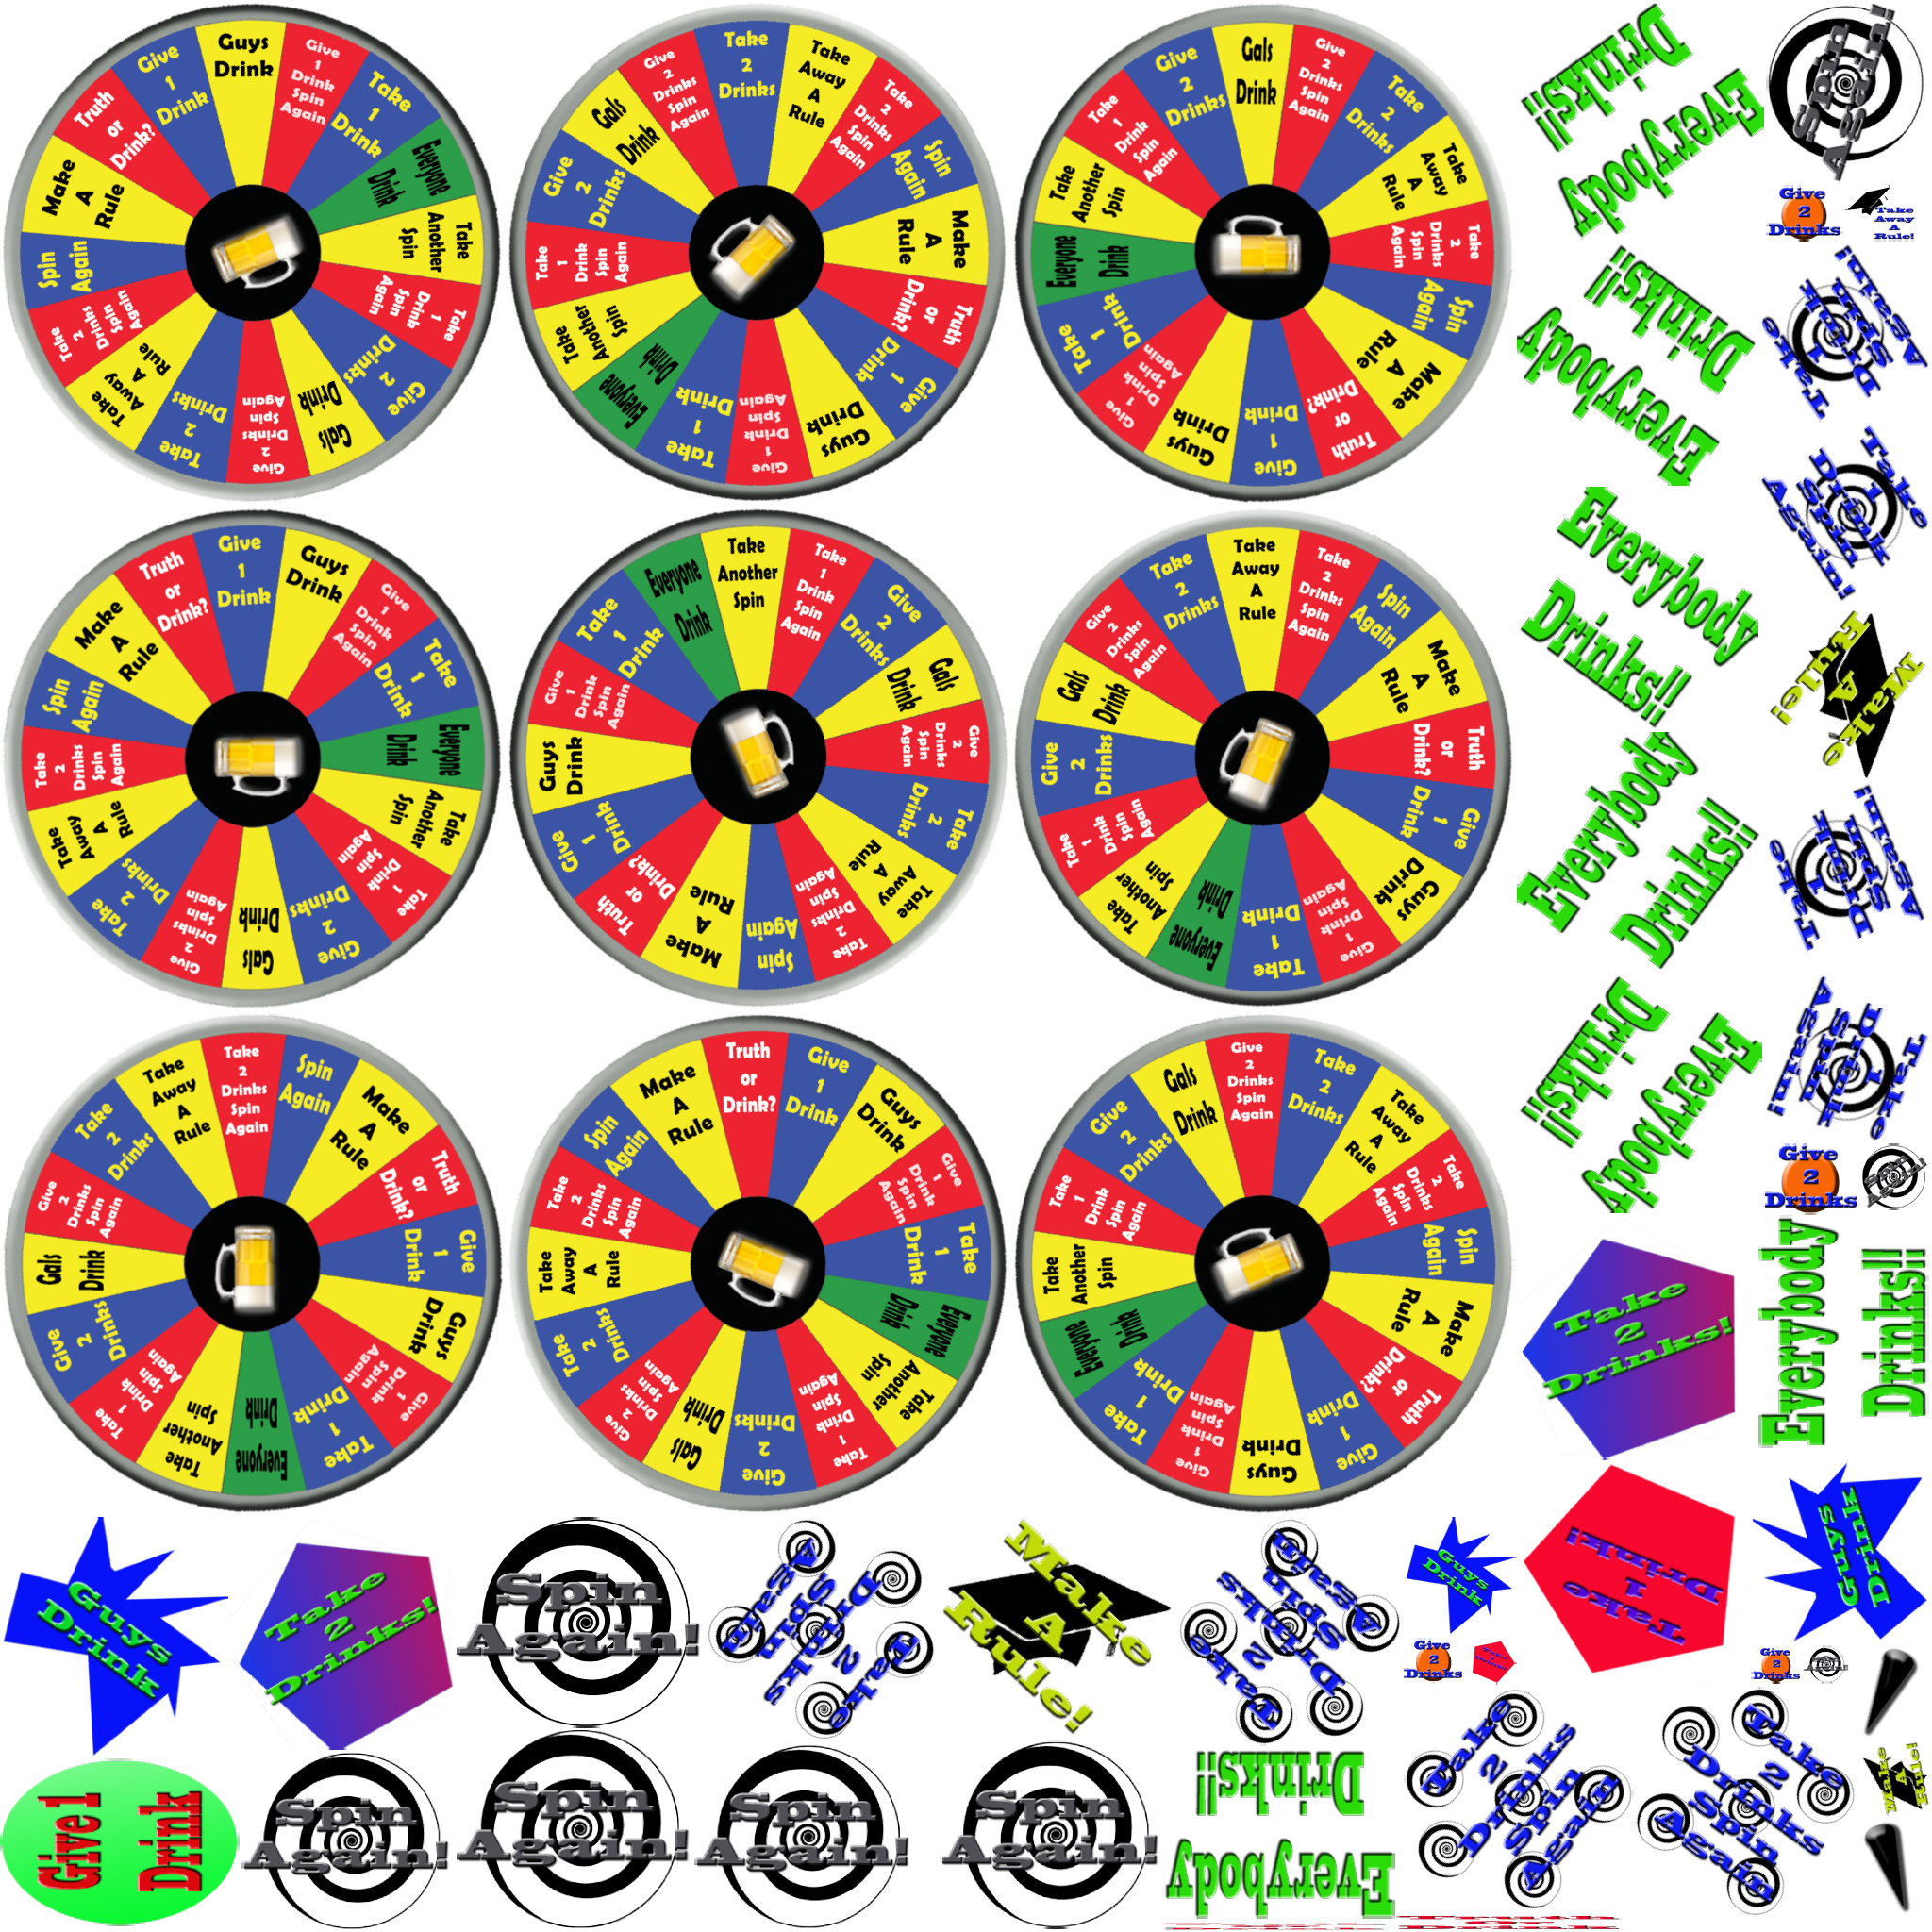 Guys Drink
Give 1 Drink Spin Again
Take 1 Drink
Everyone Drink
Take Another Spin
Take 1 Drink Spin Again
Give 2 Drinks
Gals Drink
Give 2 Drinks Spin Again
Take 2 Drinks
Take Away A Rule
Take 2 Drinks Spin Again
Spin Again
Make A Rule
Truth or Drink?
Give 1 Drink
Take 2 Drinks
Take Away A Rule
Take 2 Drinks Spin Again
Spin Again
Make A Rule
Truth or Drink?
Give 1 Drink
Guys Drink
Give 1 Drink Spin Again
Take 1 Drink
Everyone Drink
Take Another Spin
Take 1 Drink Spin Again
Give 2 Drinks
Gals Drink
Give 2 Drinks Spin Again
Gals Drink
Give 2 Drinks Spin Again
Take 2 Drinks
Take Away A Rule
Take 2 Drinks Spin Again
Spin Again
Make A Rule
Truth or Drink?
Give 1 Drink
Guys Drink
Give 1 Drink Spin Again
Take 1 Drink
Everyone Drink
Take Another Spin
Take 1 Drink Spin Again
Give 2 Drinks
Give 1 Drink
Guys Drink
Give 1 Drink Spin Again
Take 1 Drink
Everyone Drink
Take Another Spin
Take 1 Drink Spin Again
Give 2 Drinks
Gals Drink
Give 2 Drinks Spin Again
Take 2 Drinks
Take Away A Rule
Take 2 Drinks Spin Again
Spin Again
Make A Rule
Truth or Drink?
Take Another Spin
Take 1 Drink Spin Again
Give 2 Drinks
Gals Drink
Give 2 Drinks Spin Again
Take 2 Drinks
Take Away A Rule
Take 2 Drinks Spin Again
Spin Again
Make A Rule
Truth or Drink?
Give 1 Drink
Guys Drink
Give 1 Drink Spin Again
Take 1 Drink
Everyone Drink
Take Away A Rule
Take 2 Drinks Spin Again
Spin Again
Make A Rule
Truth or Drink?
Give 1 Drink
Guys Drink
Give 1 Drink Spin Again
Take 1 Drink
Everyone Drink
Take Another Spin
Take 1 Drink Spin Again
Give 2 Drinks
Gals Drink
Give 2 Drinks Spin Again
Take 2 Drinks
Take 2 Drinks Spin Again
Spin Again
Make A Rule
Truth or Drink?
Give 1 Drink
Guys Drink
Give 1 Drink Spin Again
Take 1 Drink
Everyone Drink
Take Another Spin
Take 1 Drink Spin Again
Give 2 Drinks
Gals Drink
Give 2 Drinks Spin Again
Take 2 Drinks
Take Away A Rule
Truth or Drink?
Give 1 Drink
Guys Drink
Give 1 Drink Spin Again
Take 1 Drink
Everyone Drink
Take Another Spin
Take 1 Drink Spin Again
Give 2 Drinks
Gals Drink
Give 2 Drinks Spin Again
Take 2 Drinks
Take Away A Rule
Take 2 Drinks Spin Again
Spin Again
Make A Rule
Give 2 Drinks Spin Again
Take 2 Drinks
Take Away A Rule
Take 2 Drinks Spin Again
Spin Again
Make A Rule
Truth or Drink?
Give 1 Drink
Guys Drink
Give 1 Drink Spin Again
Take 1 Drink
Everyone Drink
Take Another Spin
Take 1 Drink Spin Again
Give 2 Drinks
Gals Drink
Everybody
Drinks!!
Spin
Again!
Give
2
Drinks
Take
Away
A
Rule!
Everybody
Drinks!!
Take
1
Drink
Spin
Again!
Everybody
Drinks!!
Take
1
Drink
Spin
Again!
Make
A
Rule!
Everybody
Drinks!!
Take
1
Drink
Spin
Again!
Everybody
Drinks!!
Take
1
Drink
Spin
Again!
Give
2
Drinks
Spin
Again!
Take
2
Drinks!
Everybody
Drinks!!
Guys
Drink
Take
2
Drinks!
Spin
Again!
Take
2
Drinks
Spin
Again
Make
A
Rule!
Take
2
Drinks
Spin
Again
Guys
Drink
Give
2
Drinks
Take
1
Drink!
Take
1
Drink!
Guys
Drink
Give
2
Drinks
Spin
Again!
Give 1
Drink
Spin
Again!
Spin
Again!
Spin
Again!
Spin
Again!
Everybody
Drinks!!
Take
2
Drinks
Spin
Again
Take
2
Drinks
Spin
Again
Make
A
Rule!